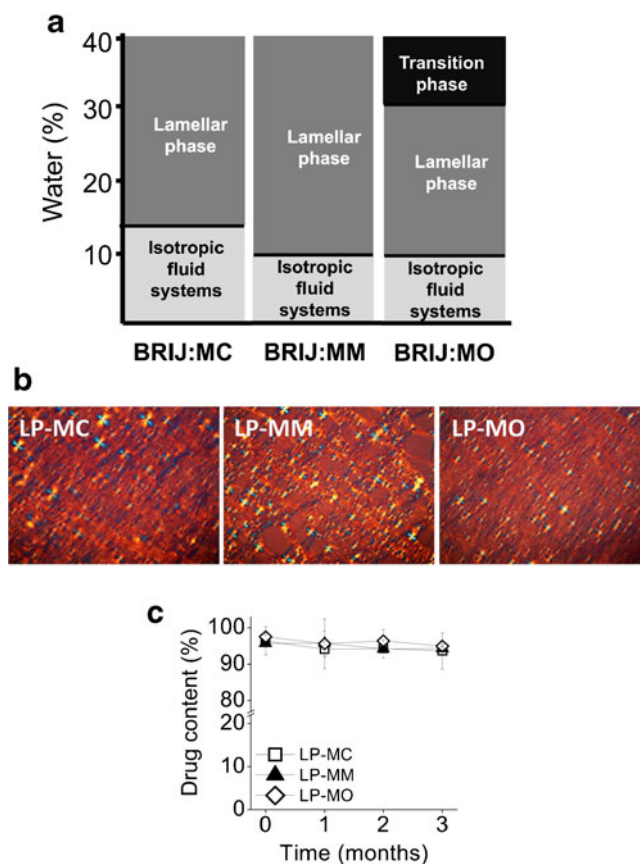 a
Water (%)
40
30
20
10
Transition
phase
Lamellar
phase
Lamellar
phase
Lamellar
phase
Isotropic
fluid
systems
Isotropic
fluid
systems
Isotropic
fluid
systems
BRIJ:MC BRIJ:MM BRIJ:MO
b
LP-MC LP-MM LP-MO
c
Drug content (%)
100
90
80
20
10
0
LP-MC
LP-MM
LP-MO
0 1 2 3
Time (months)